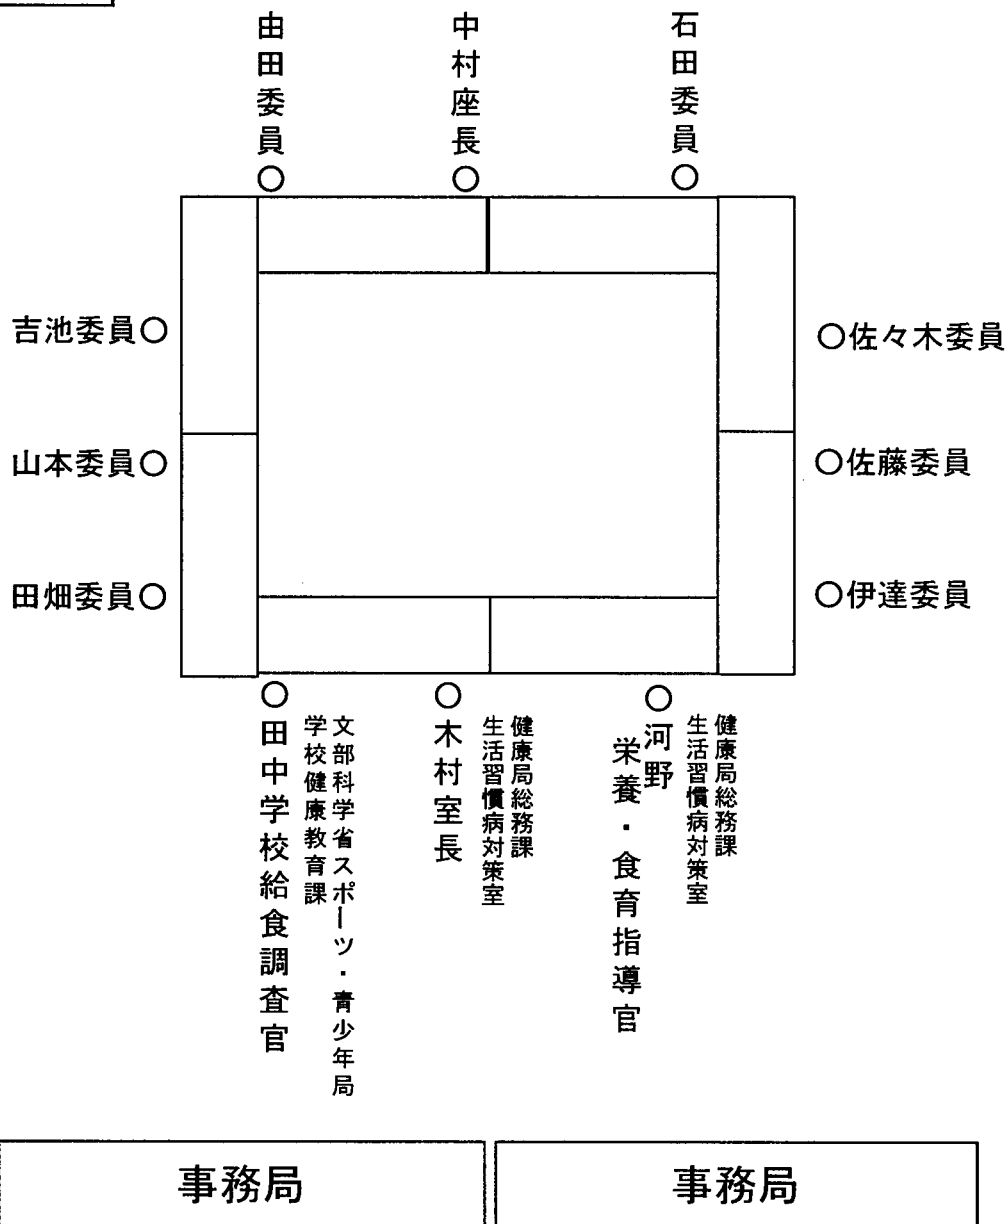 由田委員○
中村座長○
石田委員○
吉池委員○
○佐々木委員
山本委員○
○佐藤委員
田畑委員○
○伊達委員
○
文部科学省スポーツ・青少年局
学校健康教育課
田中学校給食調査官
○
健康局総務課
生活習慣病対策室
木村室長
○
健康局総務課
生活習慣病対策室
河野
栄養・食育指導官
事務局
事務局